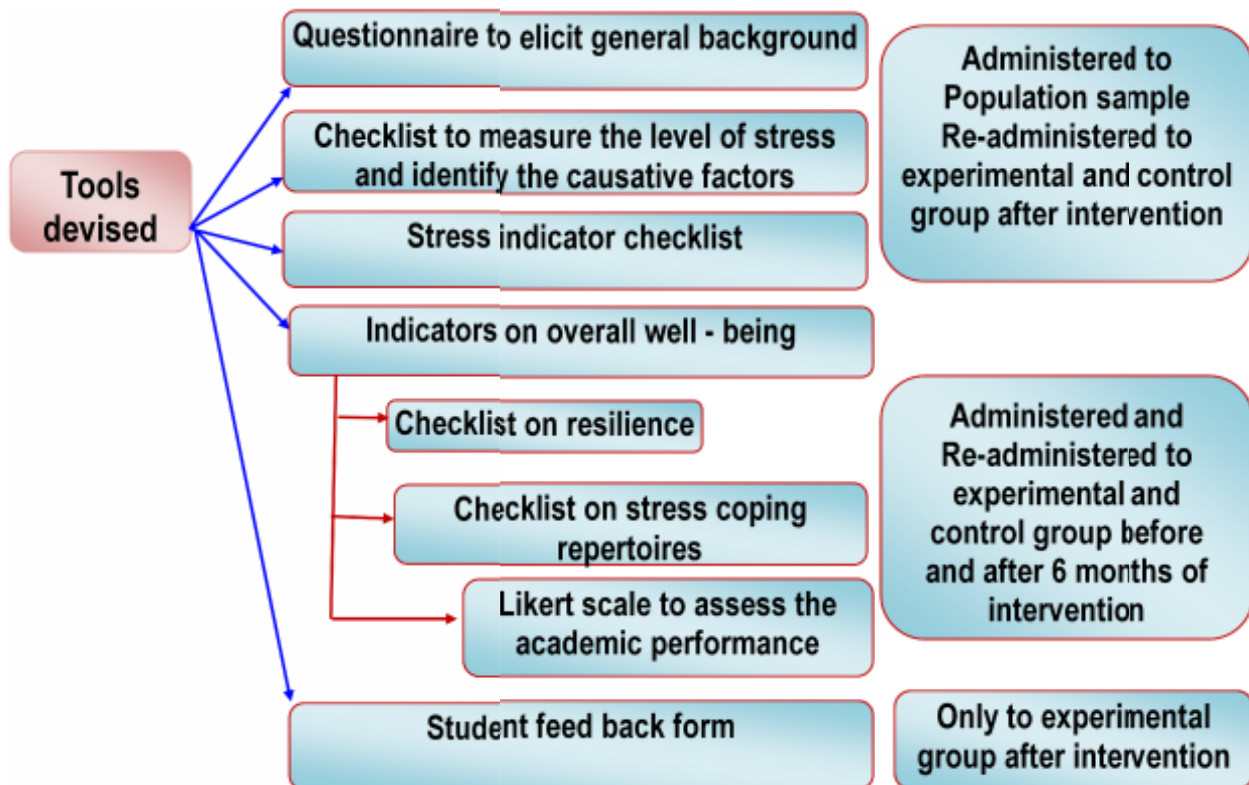 Questionnaire to elicit general background
Administered to
Population sample
Re-administered to
experimental and control
group after intervention
Checklist to measure the level of stress
and identify the causative factors
Tools
devised
Stress indicator checklist
Indicators on overall well - being
Checklist on resilience
Administered and
Re-administered to
experimental and
control group before
and after 6 months of
intervention
Checklist on stress coping
repertoires
Likert scale to assess the
academic performance
Student feed back form
Only to experimental
group after intervention